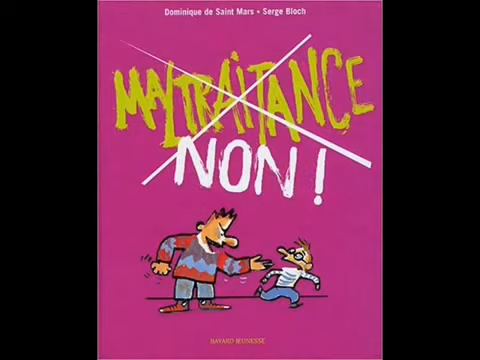 Dominique de Saint Mars • Serge Bloch
MALTRAITANCE
NON !
BAYARD JEUNESSE